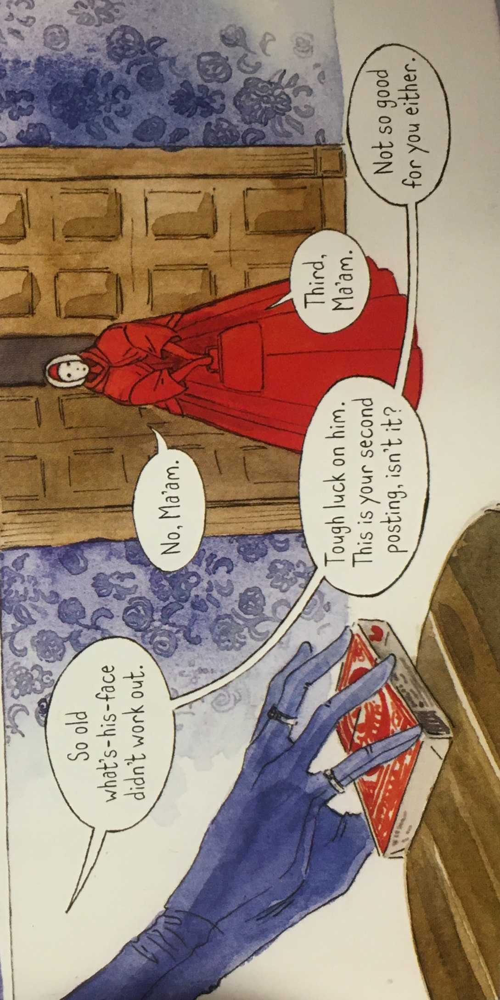 So old
what's-his-face
didn't work out.
No, Ma'am.
Tough luck on him.
This is your second
posting, isn't it?
Third,
Ma'am.
Not so good
for you either.